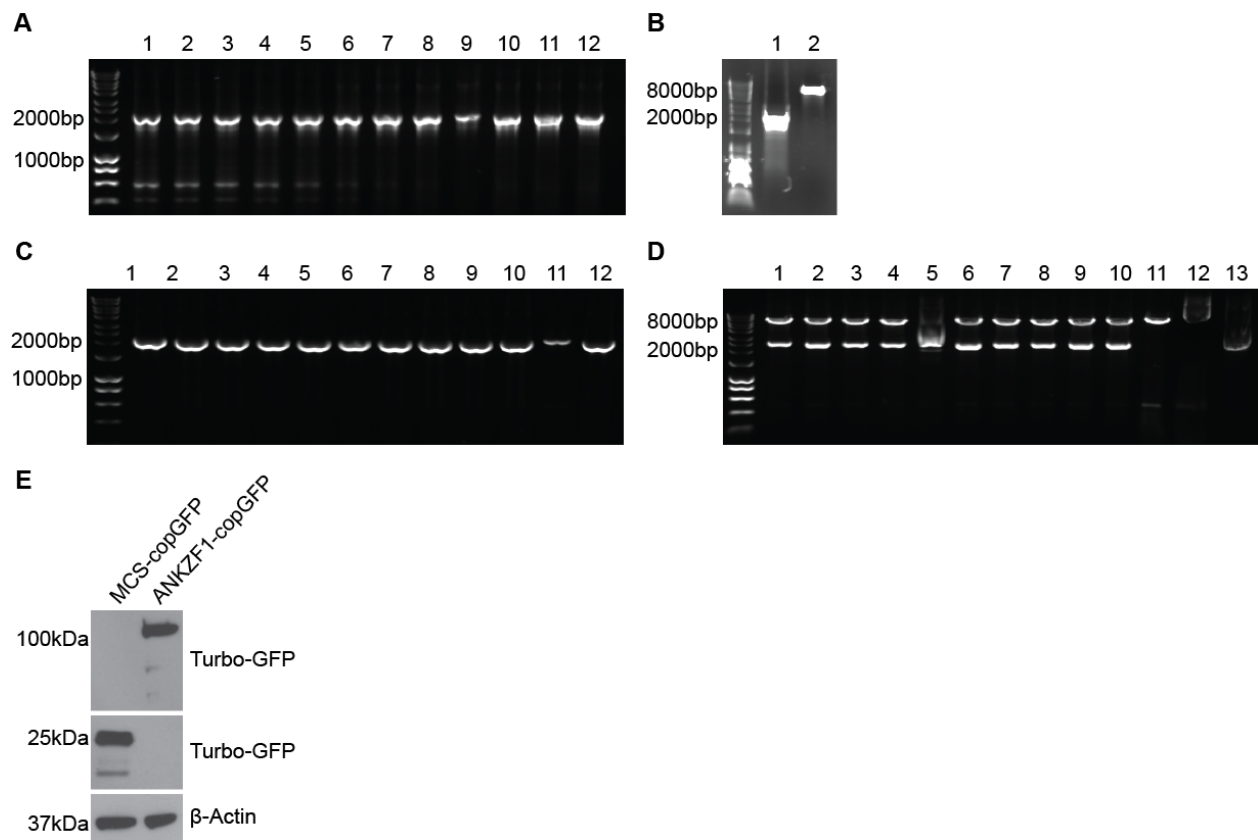 A
1 2 3 4 5 6 7 8 9 10 11 12
2000bp
1000bp
B
1 2
8000bp
2000bp
C
1 2 3 4 5 6 7 8 9 10 11 12
2000bp
1000bp
D
1 2 3 4 5 6 7 8 9 10 11 12 13
8000bp
2000bp
E
MCS-copGFP
ANKZF1-copGFP
100kDa
Turbo-GFP
25kDa
Turbo-GFP
37kDa
β-Actin